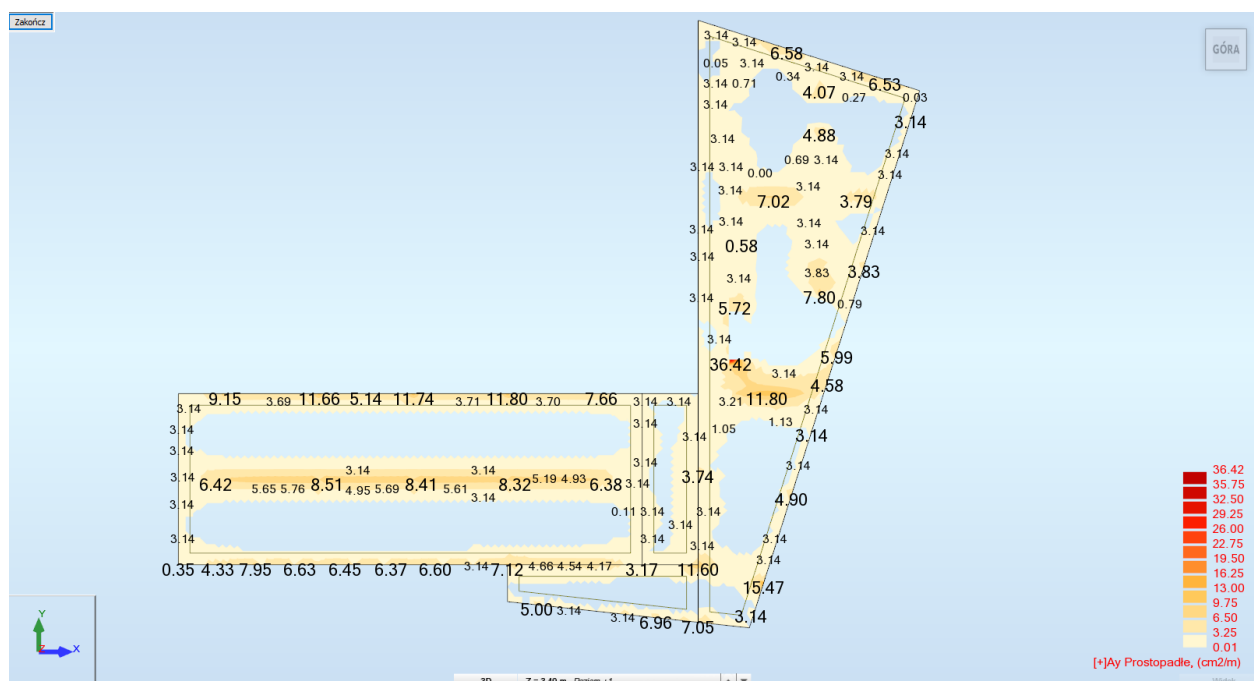 Zakończ
GÓRA
3.14 3.14
6.58
0.05 3.14 3.14
3.14 0.71 0.34 3.14 6.53
4.07 0.27 0.03
3.14
3.14
3.14 4.88
3.14
3.14 3.14 0.69 3.14
0.00 3.14
3.14 3.14
7.02 3.79
3.14 3.14 3.14
3.14
0.58 3.14
3.14
3.14 3.83 3.83
3.14 7.80 0.79
5.72
3.14
36.42 3.14 5.99
4.58
3.14 9.15 3.69 11.66 5.14 11.74 3.71 11.80 3.70 7.66 3.14 3.14 3.21 11.80
3.14
3.14 3.14 1.05 1.13
3.14 3.14
3.14 3.14 3.14 3.14 3.14
3.14 6.42 5.65 5.76 8.51 4.95 5.69 8.41 5.61 8.32 5.19 4.93 6.38 3.14 3.74
3.14 4.90
3.14 0.11 3.14 3.14
3.14
3.14 3.14 3.14 3.14
3.14
0.35 4.33 7.95 6.63 6.45 6.37 6.60 3.14 7.12 4.66 4.54 4.17 3.17 11.60
15.47
5.00 3.14 3.14 6.96 7.05 3.14
36.42
35.75
32.50
29.25
26.00
22.75
19.50
16.25
13.00
9.75
6.50
3.25
0.01
[+]Ay Prostopadłe, (cm2/m)
Y
Z
X
3D Z = 3.40 m